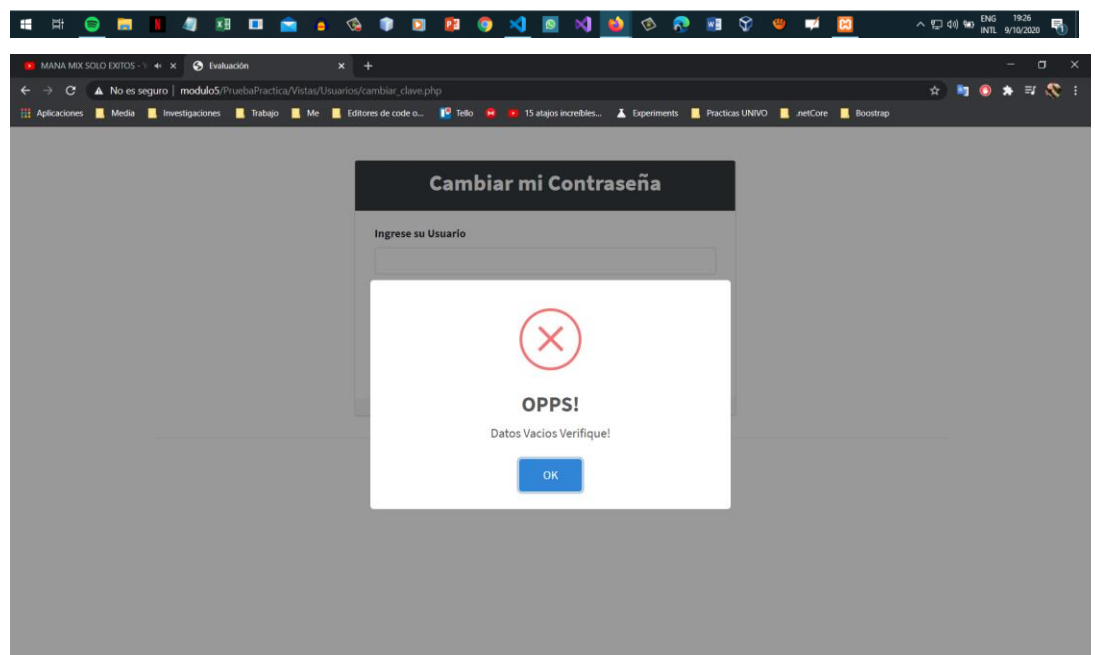 ENG 19:26
INTL 9/10/2020
MANA MIX SOLO EXITOS - Evaluación
No es seguro | modulo5/PruebaPractica/Vistas/Usuarios/cambiar_clave.php
Aplicaciones Media Investigaciones Trabajo Me Editores de code o... Tello 15 atajos increíbles... Experiments Practicas UNIVO .netCore Boostrap
Cambiar mi Contraseña
Ingrese su Usuario
OPPS!
Datos Vacios Verifique!
OK